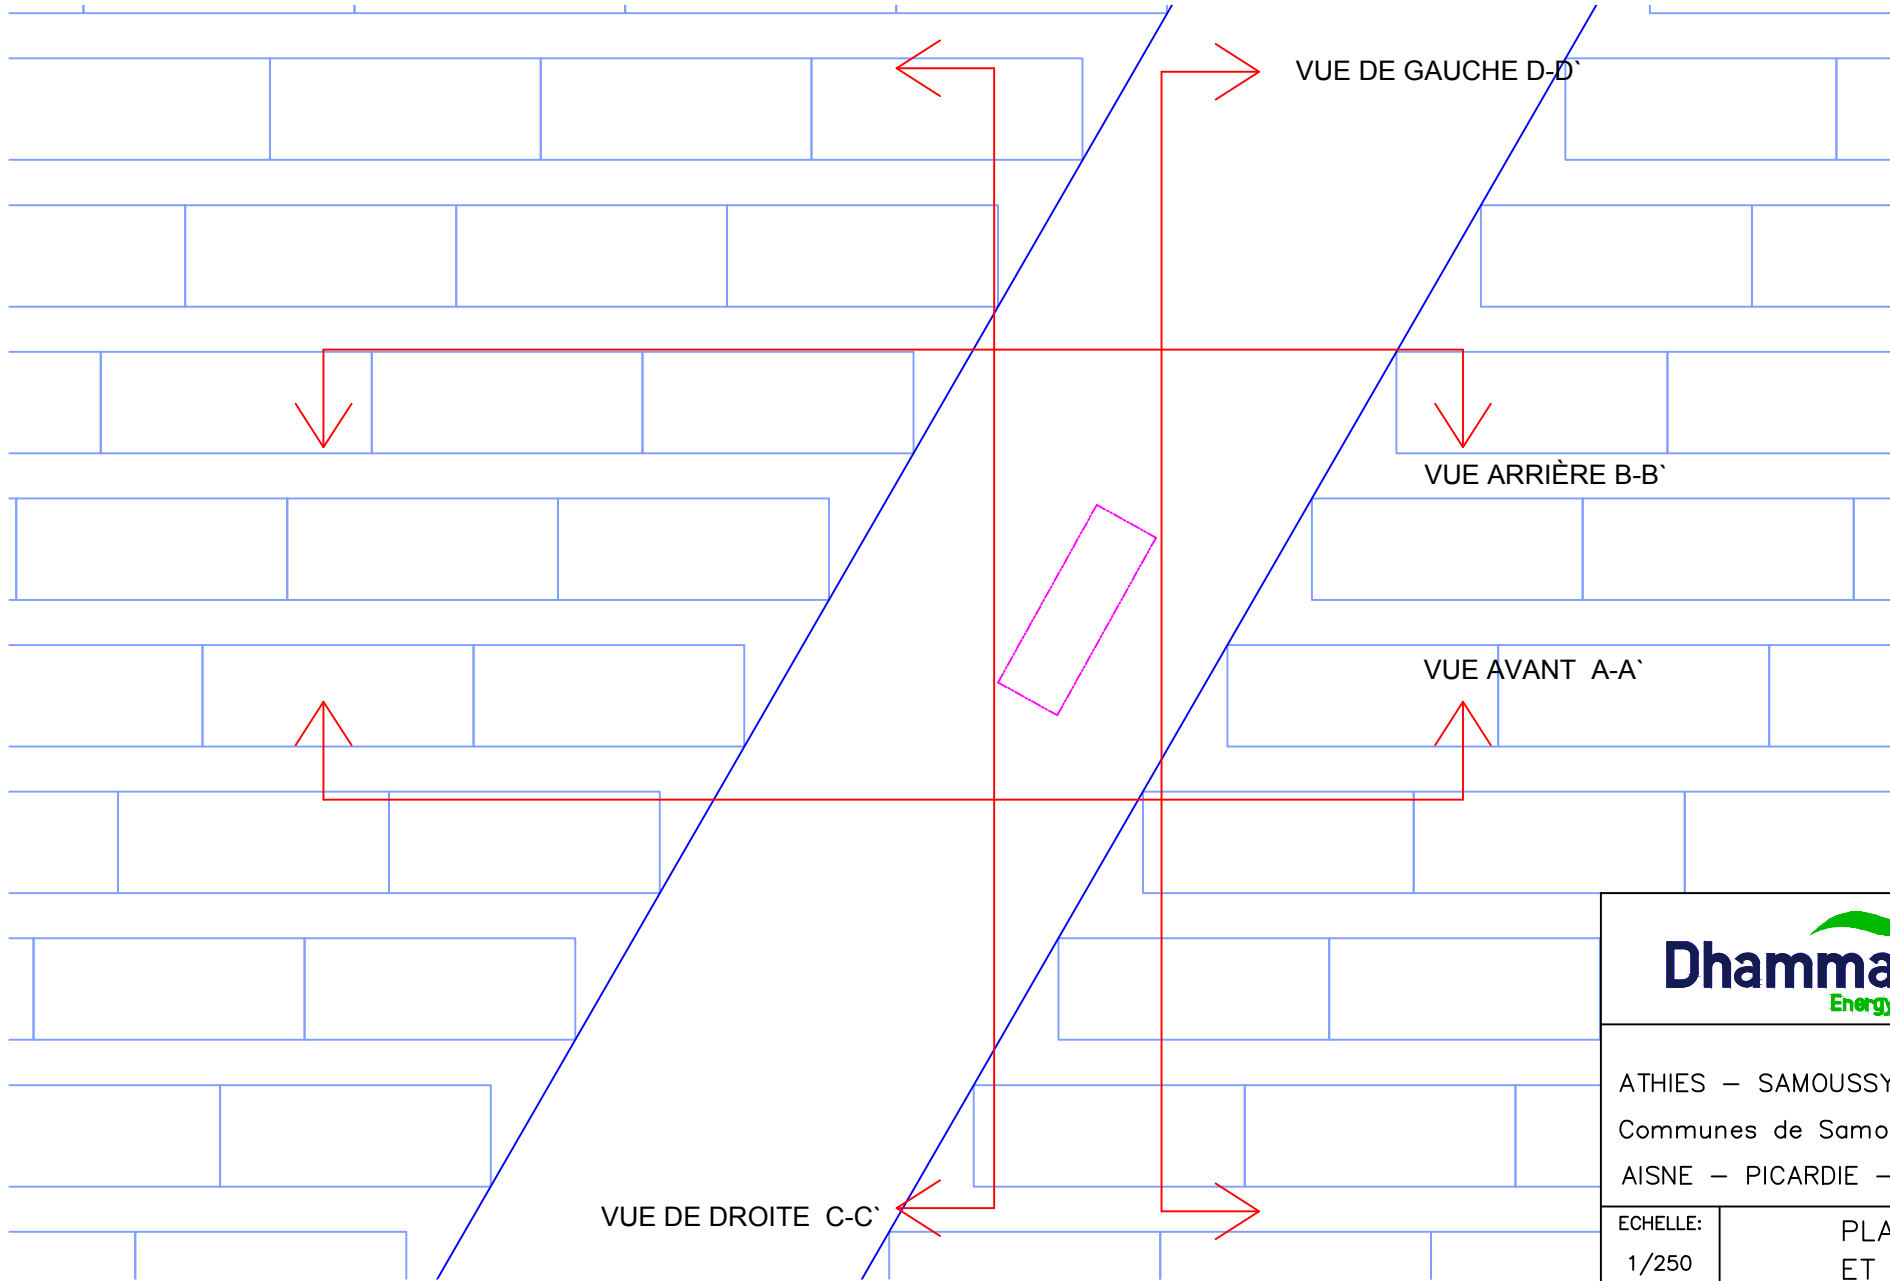 VUE DE GAUCHE D-D`
VUE ARRIÈRE B-B`
VUE AVANT A-A`
VUE DE DROITE C-C`
Dhamma
Energy
ATHIES – SAMOUSSY
Communes de Samo
AISNE – PICARDIE –
ECHELLE:
1/250
PLA
ET